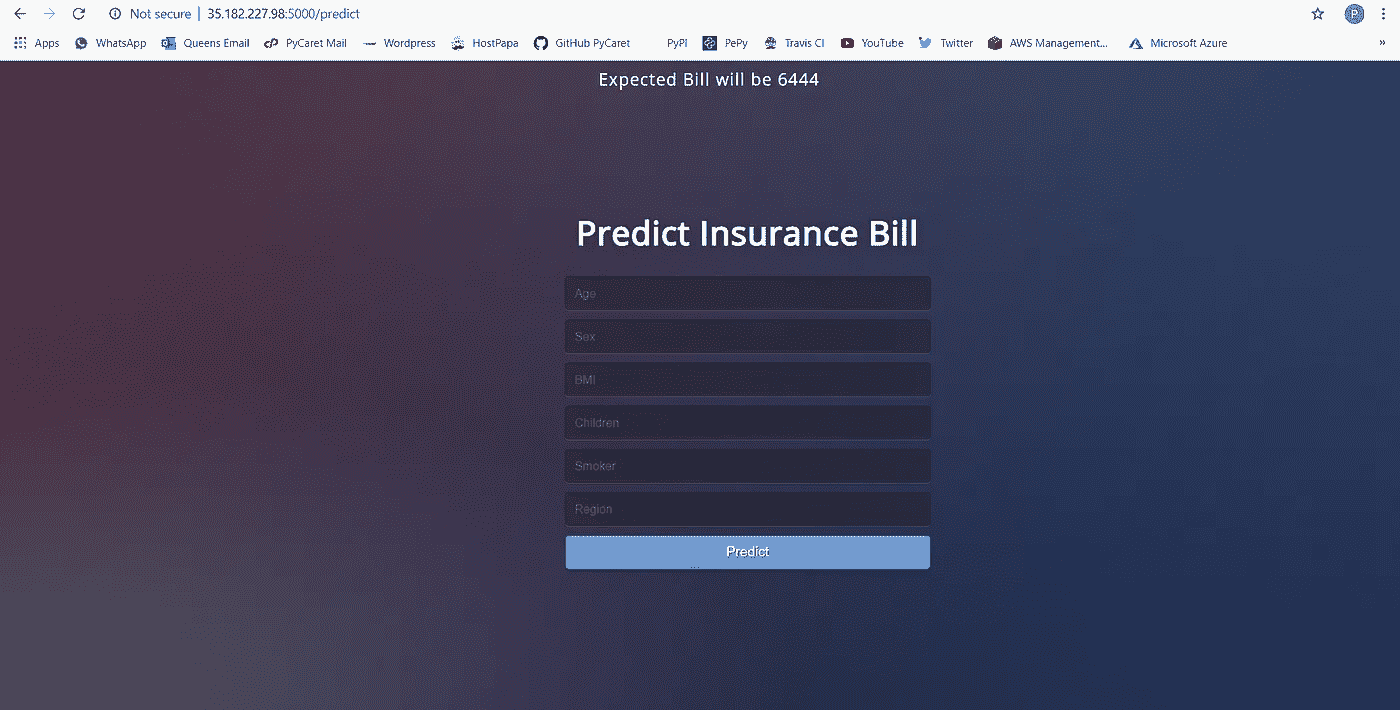 Not secure | 35.182.227.98:5000/predict P
Apps WhatsApp Queens Email PyCaret Mail Wordpress HostPapa GitHub PyCaret PyPI PePy Travis CI YouTube Twitter AWS Management... Microsoft Azure »
Expected Bill will be 6444
Predict Insurance Bill
Age
Sex
BMI
Children
Smoker
Region
Predict